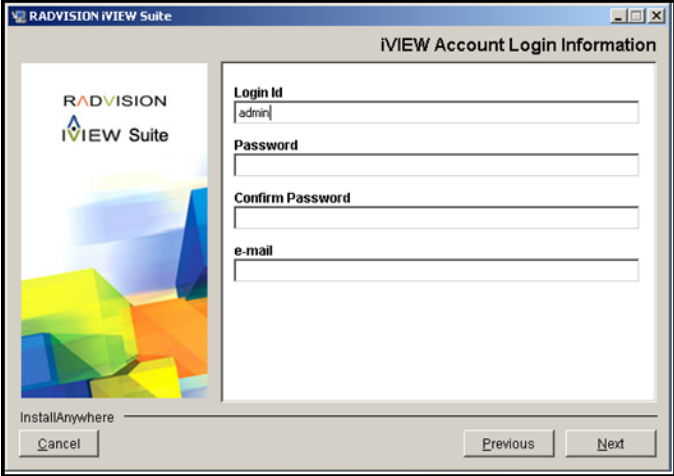 RADVISION iVIEW Suite
iVIEW Account Login Information
RADVISION
iVIEW Suite
Login Id
admin
Password
Confirm Password
e-mail
InstallAnywhere
Cancel
Previous
Next